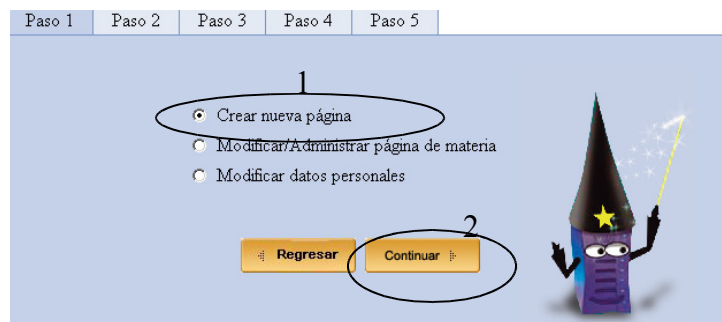 Paso 1 Paso 2 Paso 3 Paso 4 Paso 5
1
Crear nueva página
Modificar/Administrar página de materia
Modificar datos personales
2
Regresar Continuar